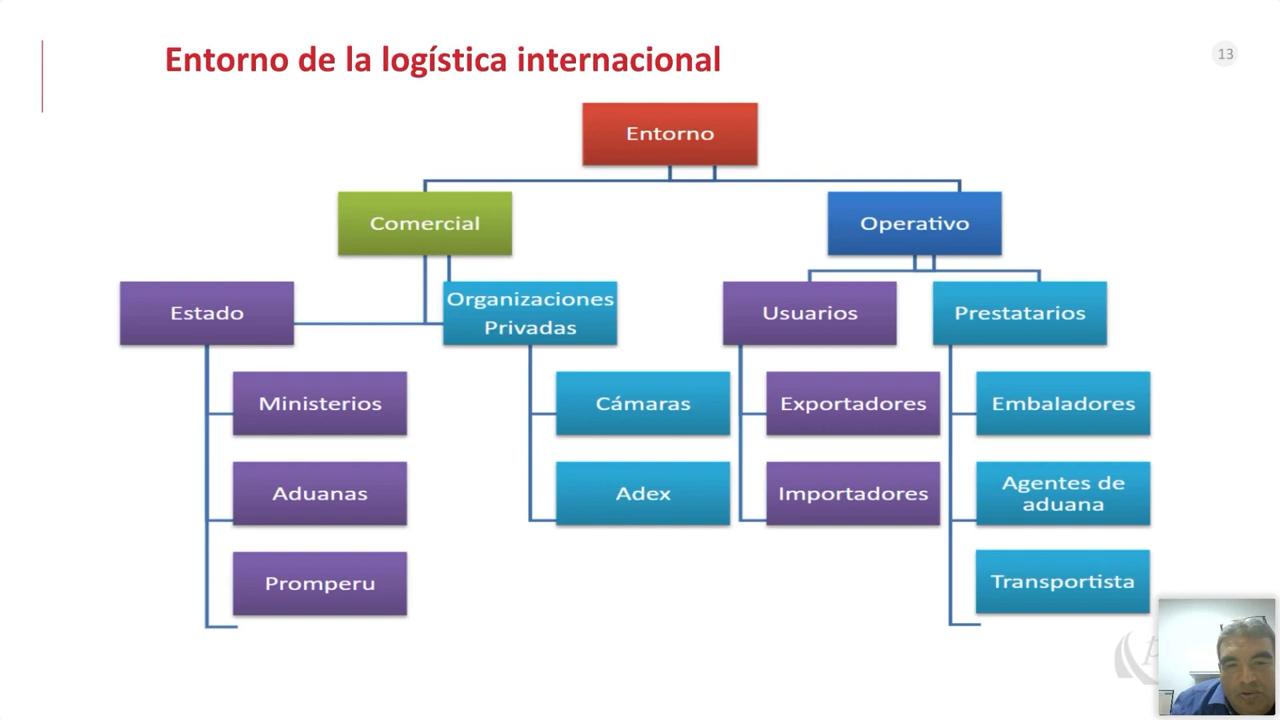 Entorno de la logística internacional
13
Entorno
Comercial
Operativo
Estado
Organizaciones
Privadas
Usuarios
Prestatarios
Ministerios
Cámaras
Exportadores
Embaladores
Aduanas
Adex
Importadores
Agentes de
aduana
Promperu
Transportista